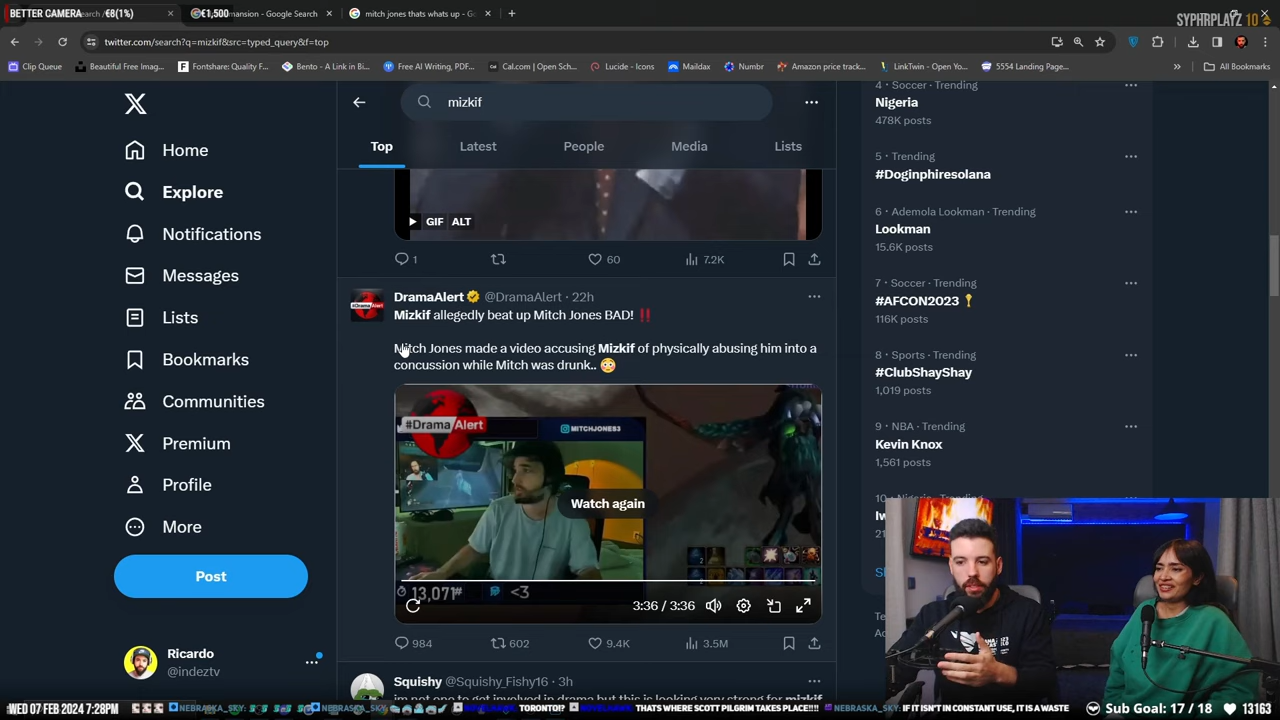 BETTER CAMERA €8(1%)
€1,500
mansion - Google Search
mitch jones thats whats up - Go
SYPHRPLAYZ 10
twitter.com/search?q=mizkif&src=typed_query&f=top
Clip Queue
Beautiful Free Imag...
Fontshare: Quality F...
Bento - A Link in Bi...
Free AI Writing, PDF...
Cal.com | Open Sch...
Lucide - Icons
Maildax
Numbr
Amazon price track...
LinkTwin - Open Yo...
5554 Landing Page...
All Bookmarks
mizkif
Top
Latest
People
Media
Lists
Home
Explore
Notifications
Messages
Lists
Bookmarks
Communities
Premium
Profile
More
Post
Ricardo
@indeztv
GIF ALT
1
60
7.2K
DramaAlert @DramaAlert · 22h
Mizkif allegedly beat up Mitch Jones BAD! ‼️
Mitch Jones made a video accusing Mizkif of physically abusing him into a
concussion while Mitch was drunk.. 😳
#DramaAlert
MITCHJONES3
Watch again
13,071
<3
3:36 / 3:36
984
602
9.4K
3.5M
Squishy @Squishy_Fishy16 · 3h
im not one to get involved in drama but this is looking very strong for mizkif
4 · Soccer · Trending
Nigeria
478K posts
5 · Trending
#Doginphiresolana
6 · Ademola Lookman · Trending
Lookman
15.6K posts
7 · Soccer · Trending
#AFCON2023
116K posts
8 · Sports · Trending
#ClubShayShay
1,019 posts
9 · NBA · Trending
Kevin Knox
1,561 posts
WED 07 FEB 2024 7:28PM
NEBRASKA_SKY:
TORONTO!?
THATS WHERE SCOTT PILGRIM TAKES PLACE!!!!
NEBRASKA_SKY: IF IT ISN'T IN CONSTANT USE, IT IS A WASTE
Sub Goal: 17 / 18
13163